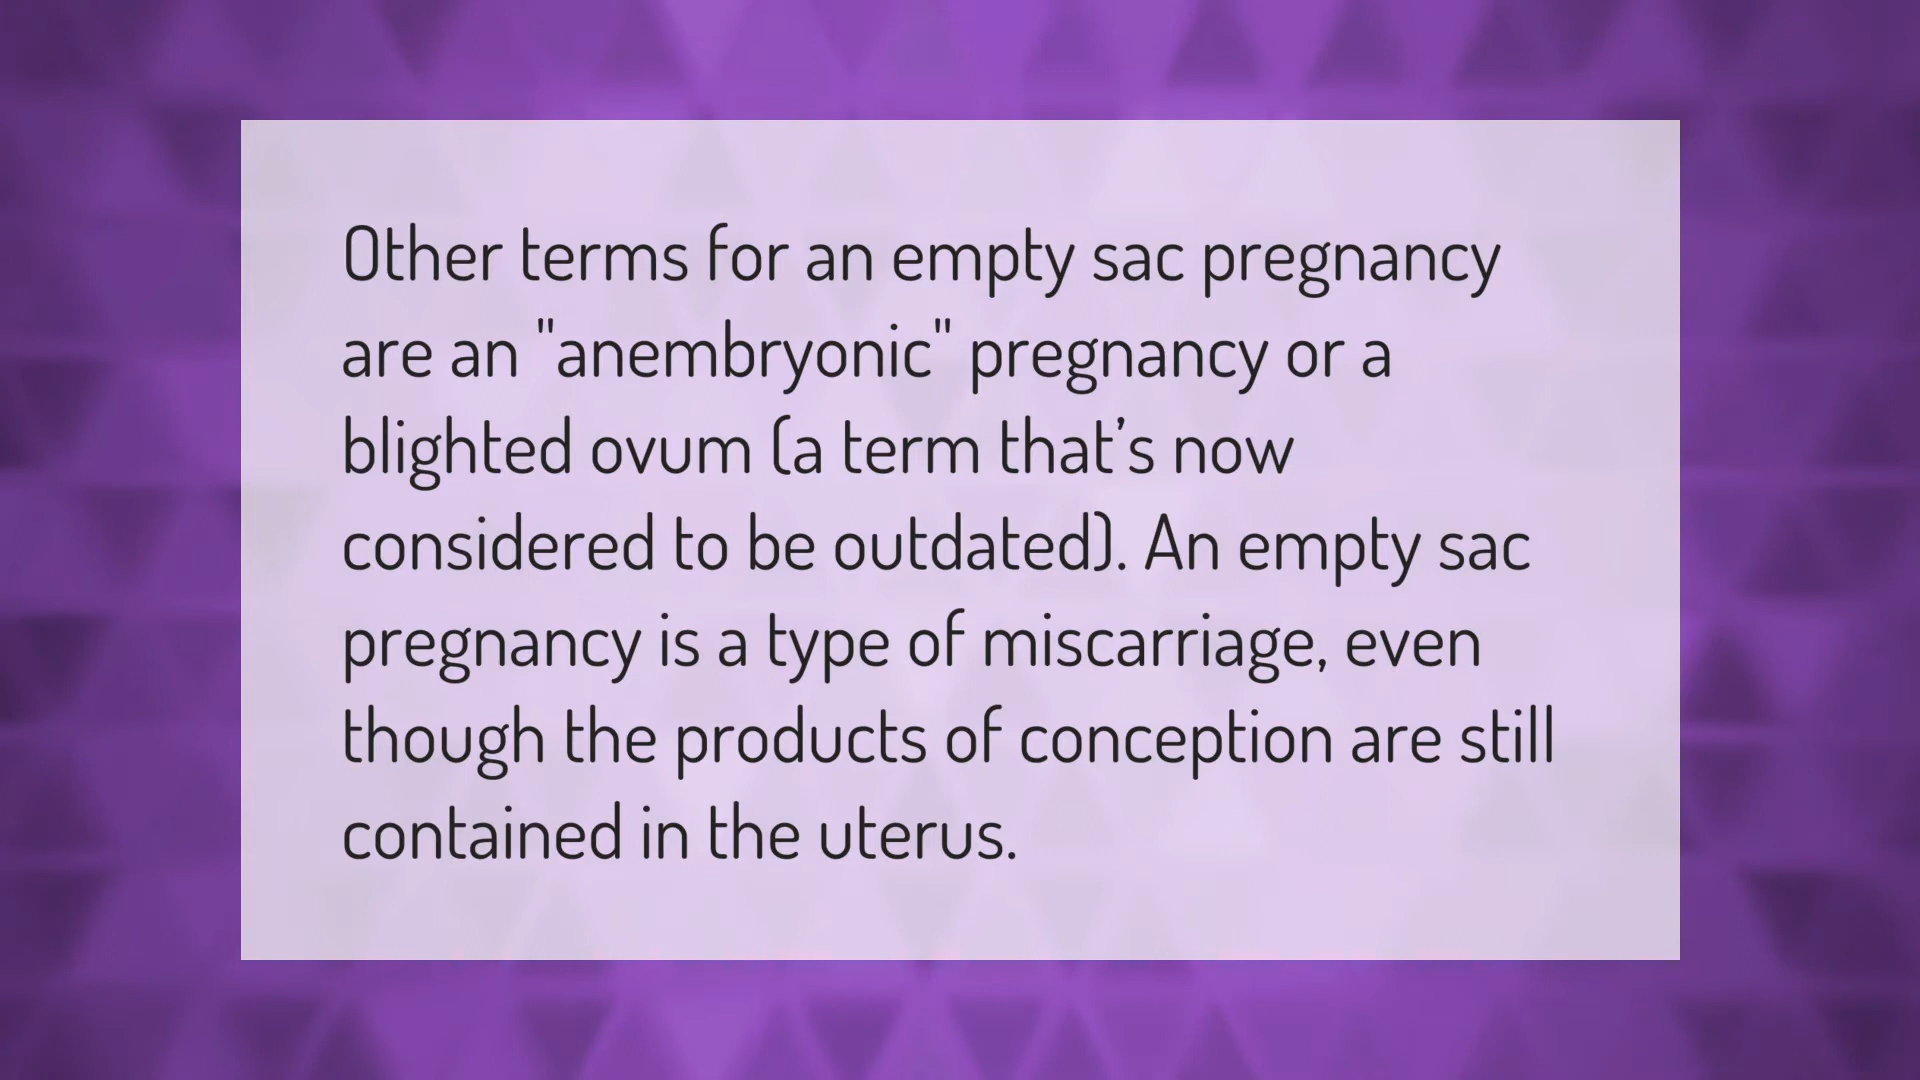 Other terms for an empty sac pregnancy
are an "anembryonic" pregnancy or a
blighted ovum (a term that’s now
considered to be outdated). An empty sac
pregnancy is a type of miscarriage, even
though the products of conception are still
contained in the uterus.